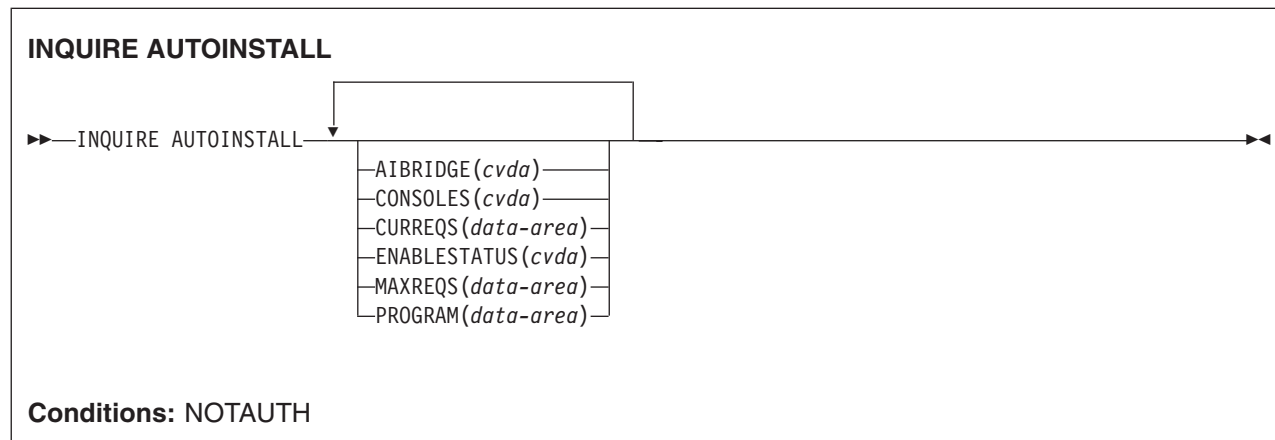 INQUIRE AUTOINSTALL
INQUIRE AUTOINSTALL
AIBRIDGE(cvda)
CONSOLES(cvda)
CURREQS(data-area)
ENABLESTATUS(cvda)
MAXREQS(data-area)
PROGRAM(data-area)
Conditions: NOTAUTH